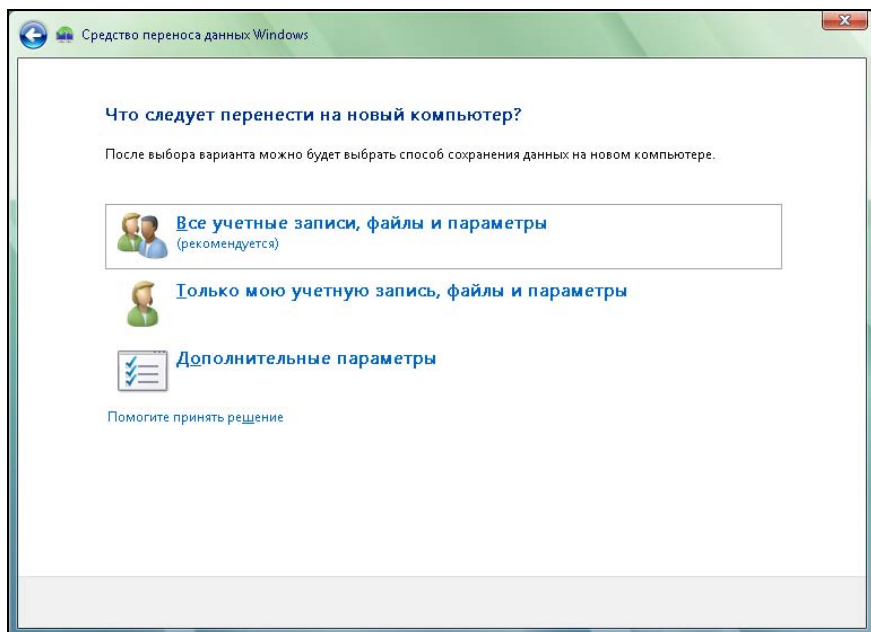 Средство переноса данных Windows
Что следует перенести на новый компьютер?
После выбора варианта можно будет выбрать способ сохранения данных на новом компьютере.
Все учетные записи, файлы и параметры
(рекомендуется)
Только мою учетную запись, файлы и параметры
Дополнительные параметры
Помогите принять решение